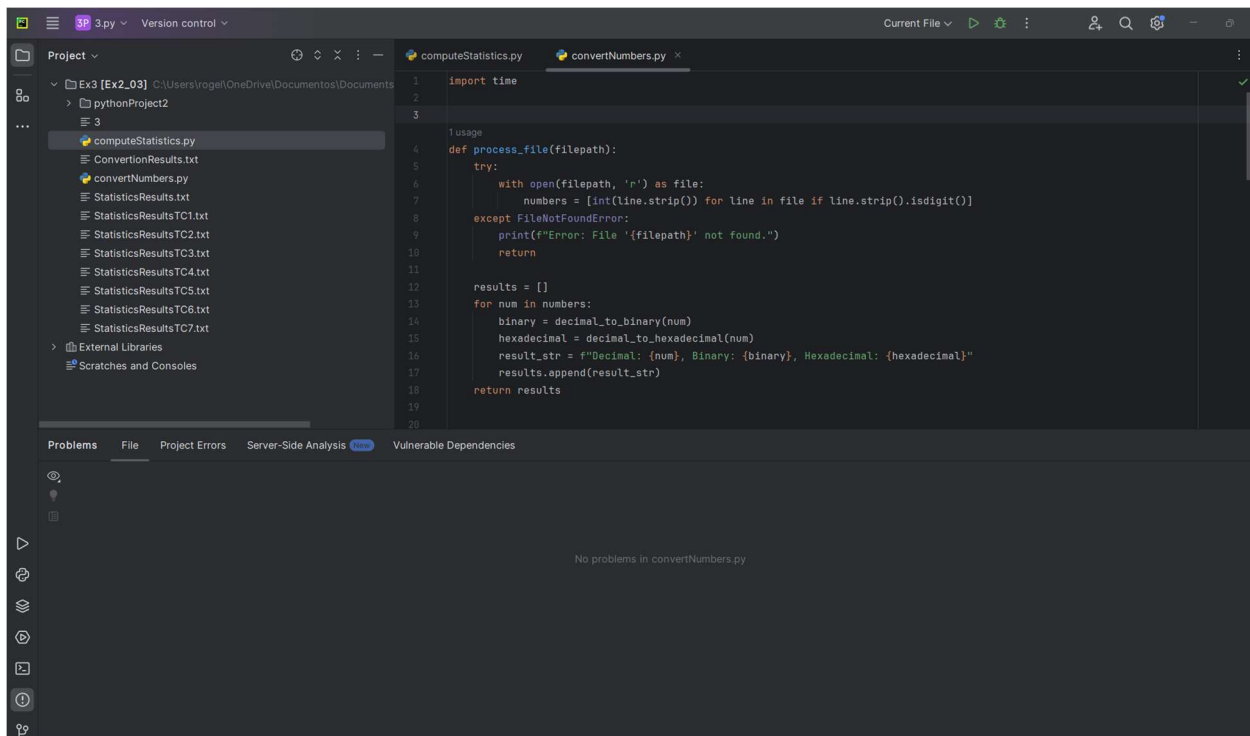 3P 3.py Version control Current File
Project
Ex3 [Ex2_03] C:\Users\rogel\OneDrive\Documentos\Documents
pythonProject2
3
computeStatistics.py
ConvertionResults.txt
convertNumbers.py
StatisticsResults.txt
StatisticsResultsTC1.txt
StatisticsResultsTC2.txt
StatisticsResultsTC3.txt
StatisticsResultsTC4.txt
StatisticsResultsTC5.txt
StatisticsResultsTC6.txt
StatisticsResultsTC7.txt
External Libraries
Scratches and Consoles
computeStatistics.py convertNumbers.py
1 import time
2
3
1 usage
4 def process_file(filepath):
5 try:
6 with open(filepath, 'r') as file:
7 numbers = [int(line.strip()) for line in file if line.strip().isdigit()]
8 except FileNotFoundError:
9 print(f"Error: File '{filepath}' not found.")
10 return
11
12 results = []
13 for num in numbers:
14 binary = decimal_to_binary(num)
15 hexadecimal = decimal_to_hexadecimal(num)
16 result_str = f"Decimal: {num}, Binary: {binary}, Hexadecimal: {hexadecimal}"
17 results.append(result_str)
18 return results
19
20
Problems File Project Errors Server-Side Analysis New Vulnerable Dependencies
No problems in convertNumbers.py